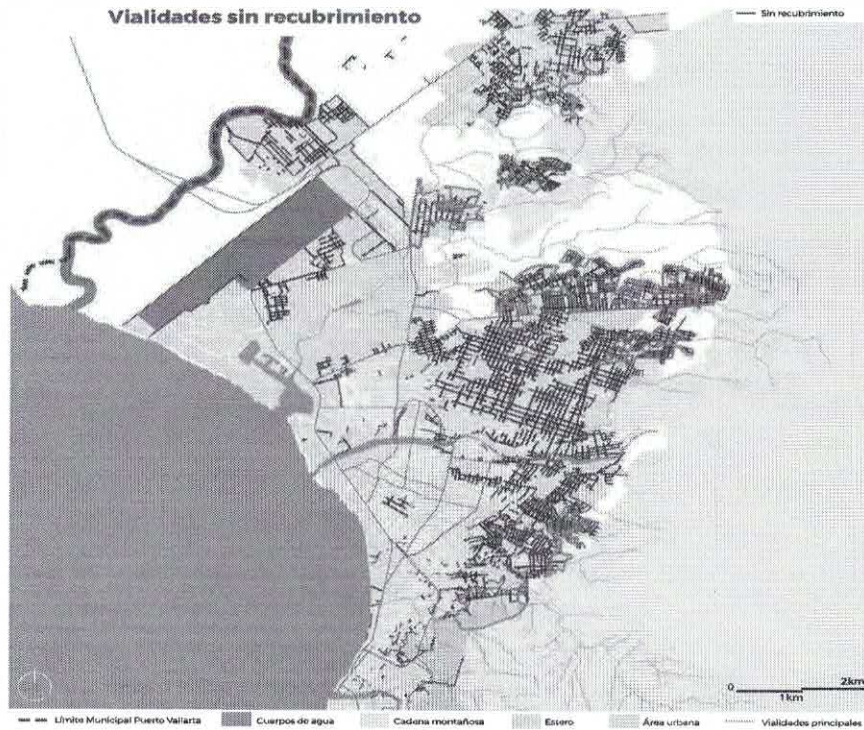 Vialidades sin recubrimiento
Sin recubrimiento
0
1km
2km
Límite Municipal Puerto Vallarta
Cuerpos de agua
Cadena montañosa
Estero
Área urbana
Vialidades principales